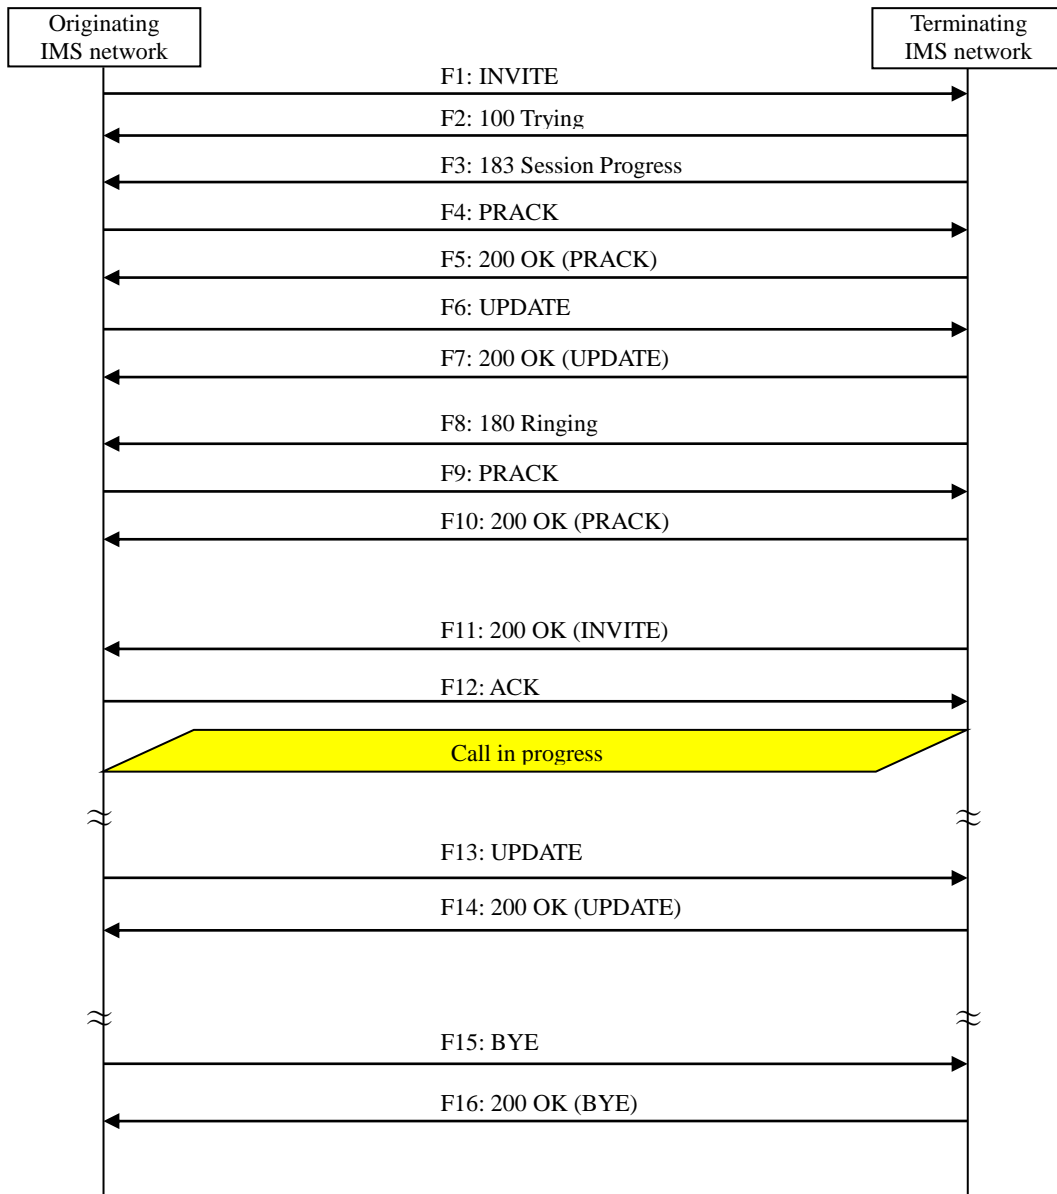 Originating
IMS network
Terminating
IMS network
F1: INVITE
F2: 100 Trying
F3: 183 Session Progress
F4: PRACK
F5: 200 OK (PRACK)
F6: UPDATE
F7: 200 OK (UPDATE)
F8: 180 Ringing
F9: PRACK
F10: 200 OK (PRACK)
F11: 200 OK (INVITE)
F12: ACK
Call in progress
F13: UPDATE
F14: 200 OK (UPDATE)
F15: BYE
F16: 200 OK (BYE)